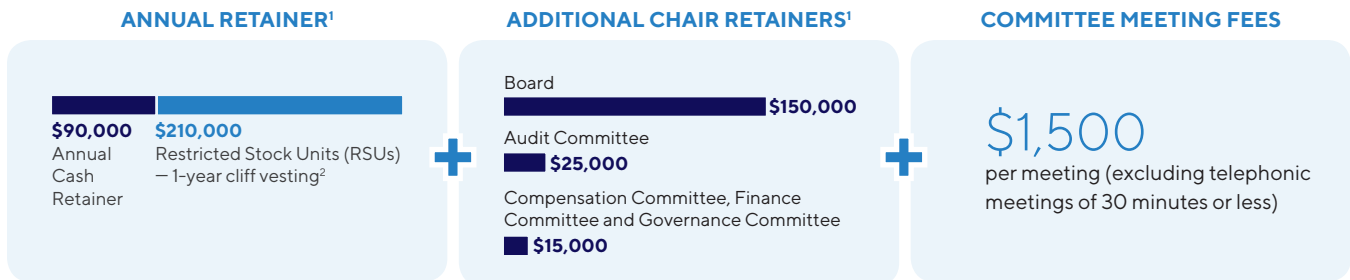 ANNUAL RETAINER¹
$90,000
Annual
Cash
Retainer
$210,000
Restricted Stock Units (RSUs)
— 1-year cliff vesting²
ADDITIONAL CHAIR RETAINERS¹
Board
$150,000
Audit Committee
$25,000
Compensation Committee, Finance
Committee and Governance Committee
$15,000
COMMITTEE MEETING FEES
$1,500
per meeting (excluding telephonic
meetings of 30 minutes or less)